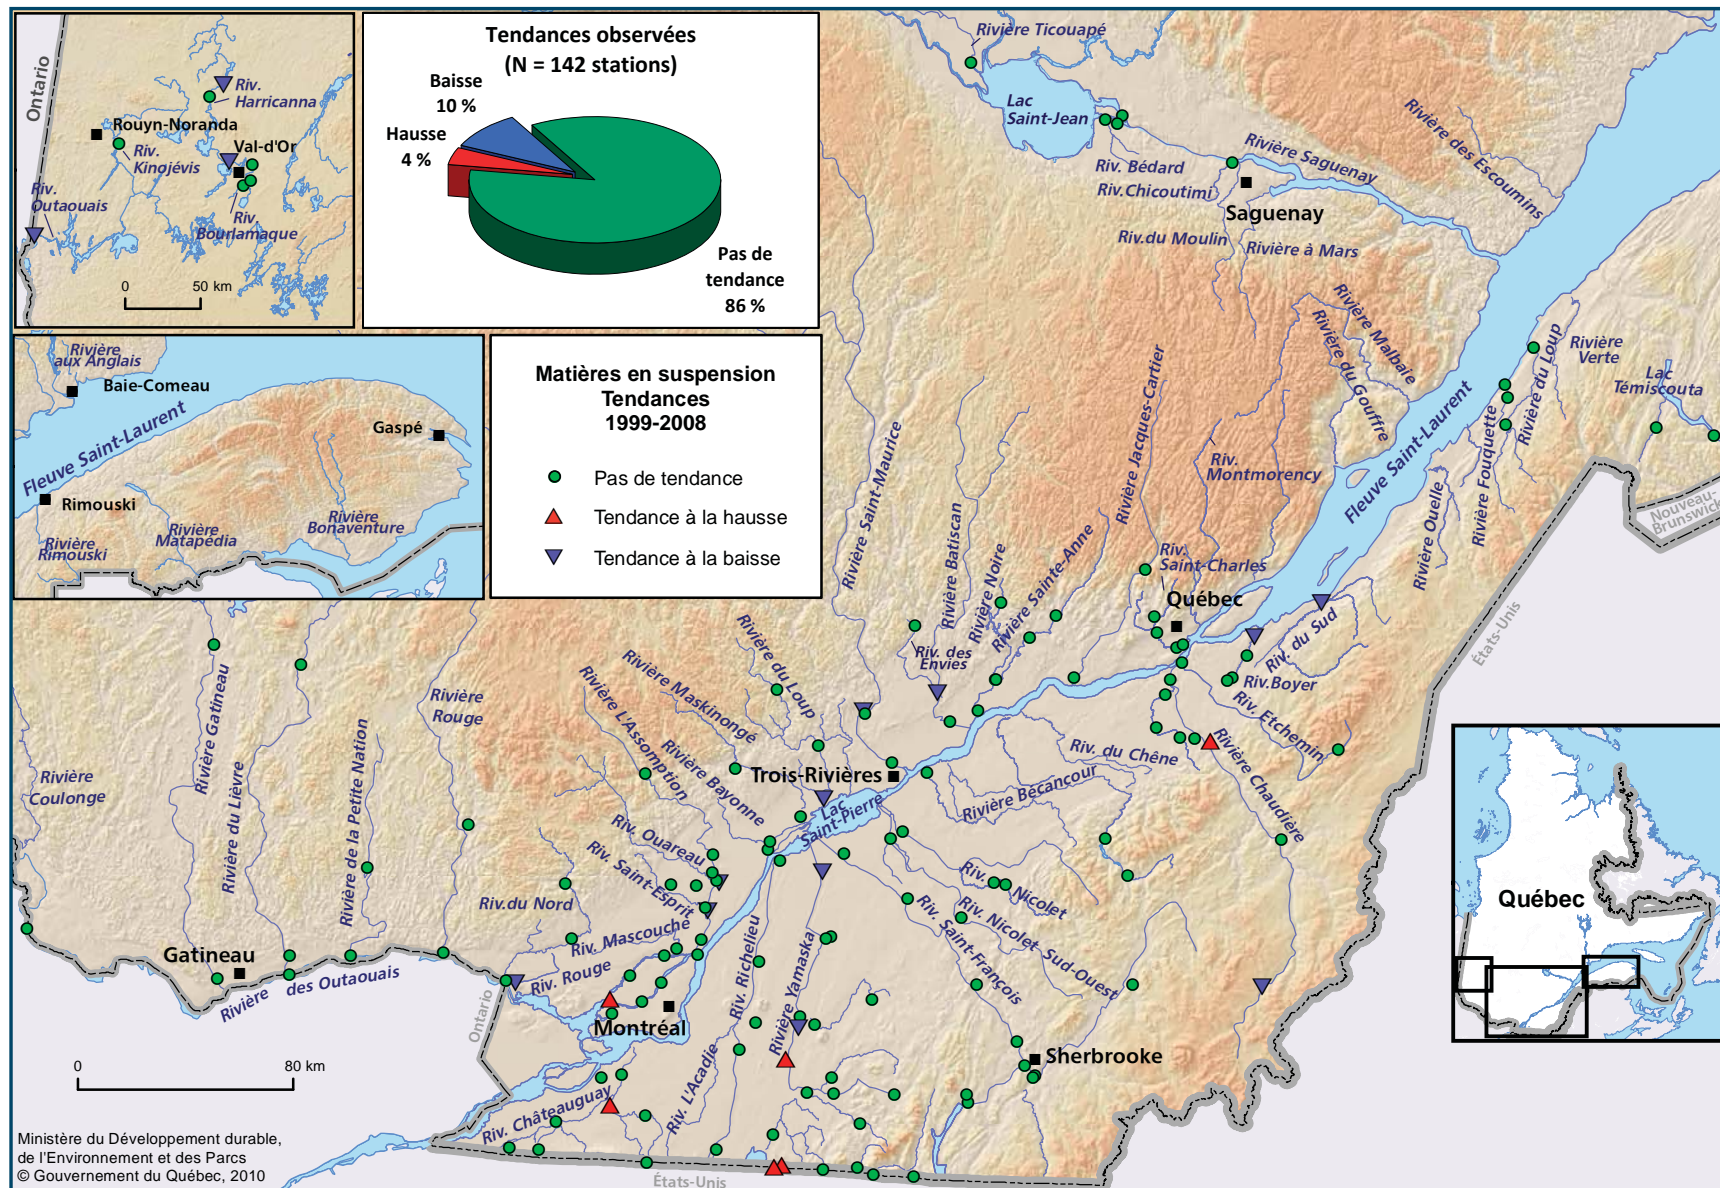 Ontario
Riv.
Harricanna
Rouyn-Noranda
Val-d'Or
Riv.
Kinojévis
Riv.
Outaouais
Riv.
Bourlamaque
0 50 km
Tendances observées
(N = 142 stations)
Baisse
10 %
Hausse
4 %
Pas de
tendance
86 %
Rivière
aux Anglais
Baie-Comeau
Fleuve Saint-Laurent
Gaspé
Rimouski
Rivière
Rimouski
Rivière
Matapédia
Rivière
Bonaventure
Matières en suspension
Tendances
1999-2008
Pas de tendance
Tendance à la hausse
Tendance à la baisse
Rivière Ticouapé
Lac
Saint-Jean
Riv. Bédard
Riv.Chicoutimi
Rivière Saguenay
Saguenay
Riv.du Moulin
Rivière à Mars
Rivière des Escoumins
Rivière Malbaie
Rivière du Gouffre
Fleuve Saint-Laurent
Rivière du Loup
Rivière
Verte
Lac
Témiscouta
Rivière Fouquette
Rivière Ouelle
Nouveau-
Brunswick
États-Unis
Rivière Saint-Maurice
Rivière Batiscan
Rivière Noire
Rivière Sainte-Anne
Rivière Jacques-Cartier
Riv.
Montmorency
Riv.
Saint-Charles
Québec
Riv. des
Envies
Riv. du Sud
Riv.Boyer
Riv. Etchemin
Rivière Chaudière
Riv. du Chêne
Rivière Bécancour
Trois-Rivières
Lac
Saint-Pierre
Rivière du Loup
Rivière Maskinongé
Rivière L'Assomption
Rivière Bayonne
Riv. Ouareau
Riv. Saint-Esprit
Riv. Mascouche
Riv.du Nord
Riv. Rouge
Rivière
Rouge
Rivière de la Petite Nation
Rivière du Lièvre
Rivière Gatineau
Rivière
Coulonge
Gatineau
Rivière des Outaouais
Ontario
Montréal
Riv. Richelieu
Rivière Yamaska
Riv. L'Acadie
Riv. Châteauguay
Riv. Nicolet
Riv. Nicolet Sud-Ouest
Riv. Saint-François
Sherbrooke
États-Unis
Québec
0 80 km
Ministère du Développement durable,
de l'Environnement et des Parcs
© Gouvernement du Québec, 2010